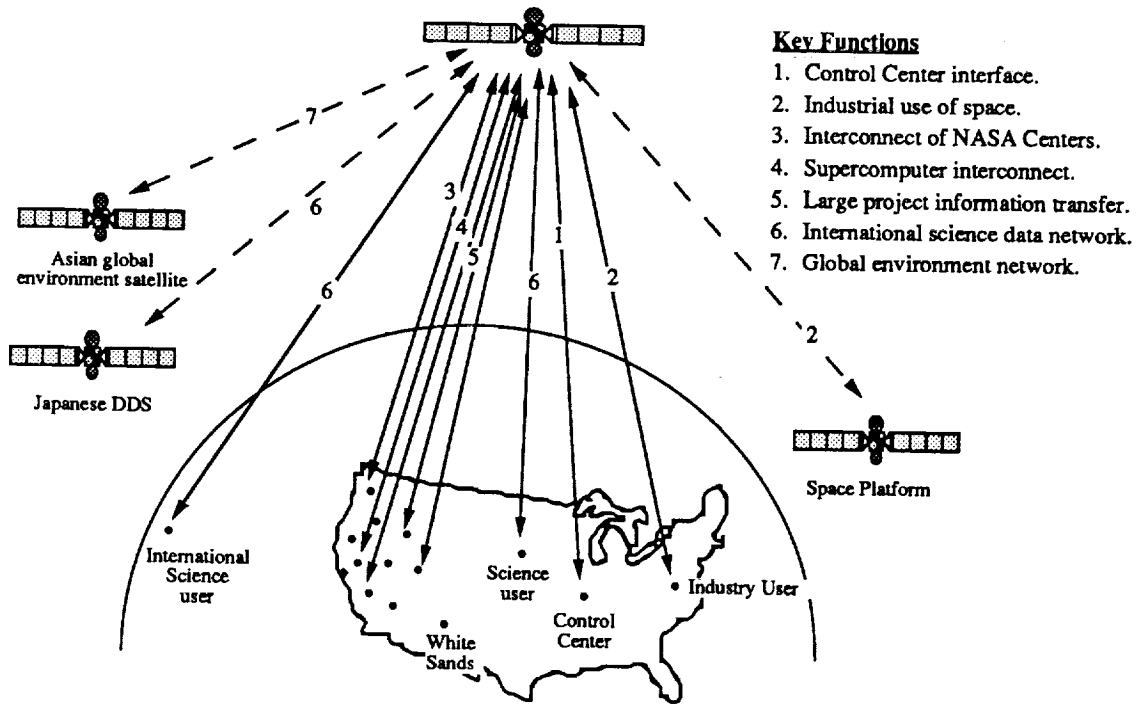 Key Functions
1. Control Center interface.
2. Industrial use of space.
3. Interconnect of NASA Centers.
4. Supercomputer interconnect.
5. Large project information transfer.
6. International science data network.
7. Global environment network.
7
6
6
3
4
5
6
1
2
2
Asian global
environment satellite
Japanese DDS
Space Platform
International
Science
user
Science
user
Control
Center
Industry User
White
Sands